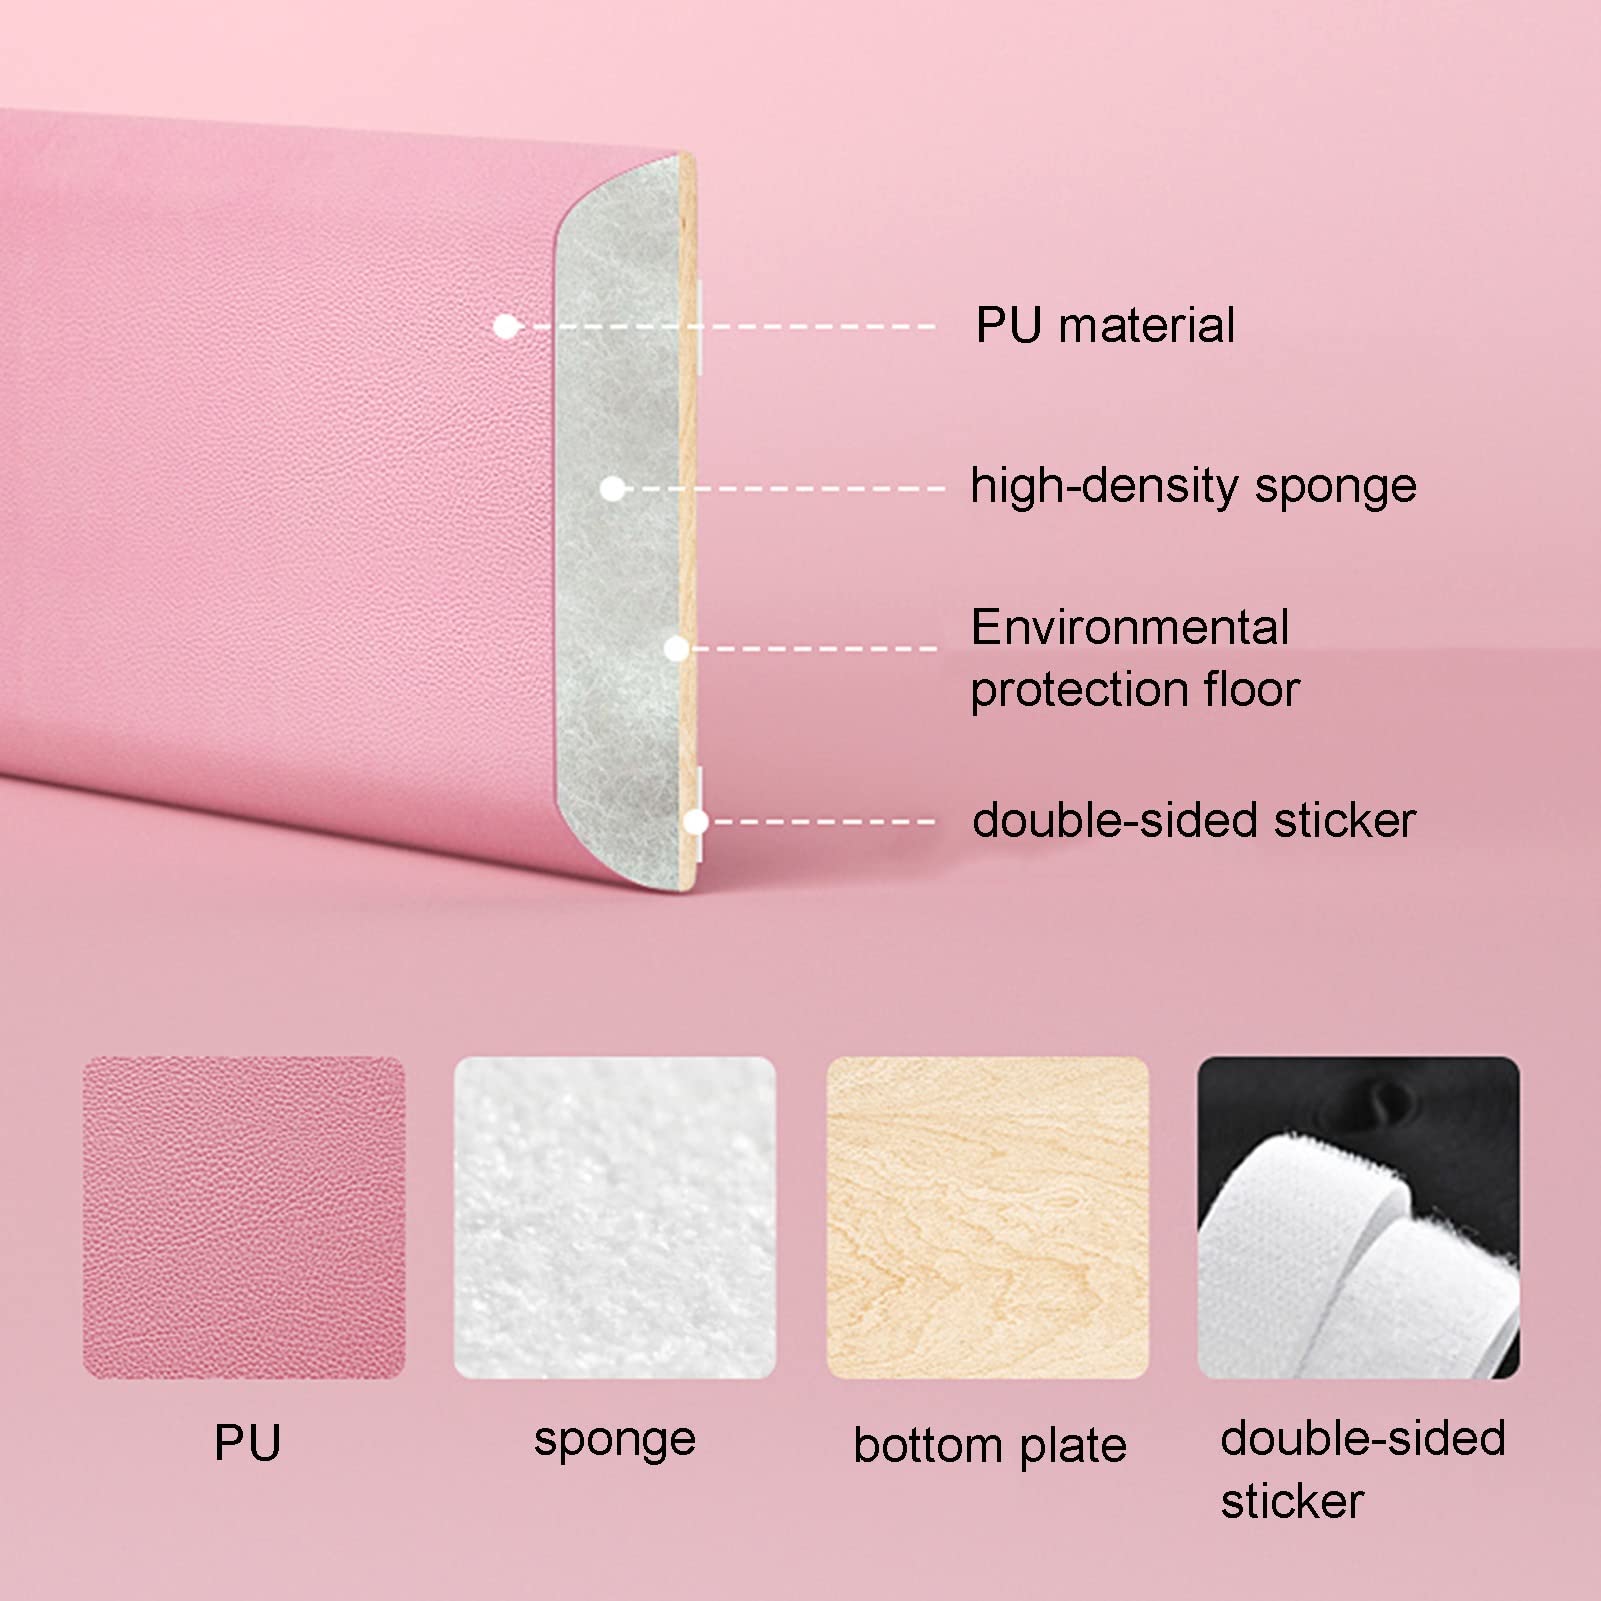 PU material
high-density sponge
Environmental
protection floor
double-sided sticker
PU
sponge
bottom plate
double-sided
sticker